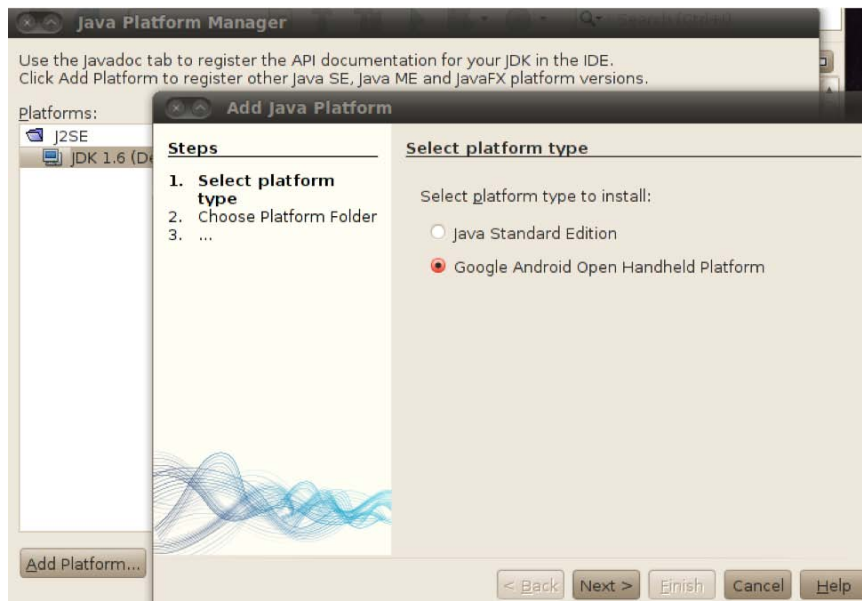 Java Platform Manager
Search (Ctrl+I)
Use the Javadoc tab to register the API documentation for your JDK in the IDE.
Click Add Platform to register other Java SE, Java ME and JavaFX platform versions.
Platforms:
J2SE
JDK 1.6 (De
Add Java Platform
Steps
1. Select platform
type
2. Choose Platform Folder
3. ...
Select platform type
Select platform type to install:
Java Standard Edition
Google Android Open Handheld Platform
Add Platform...
< Back
Next >
Finish
Cancel
Help